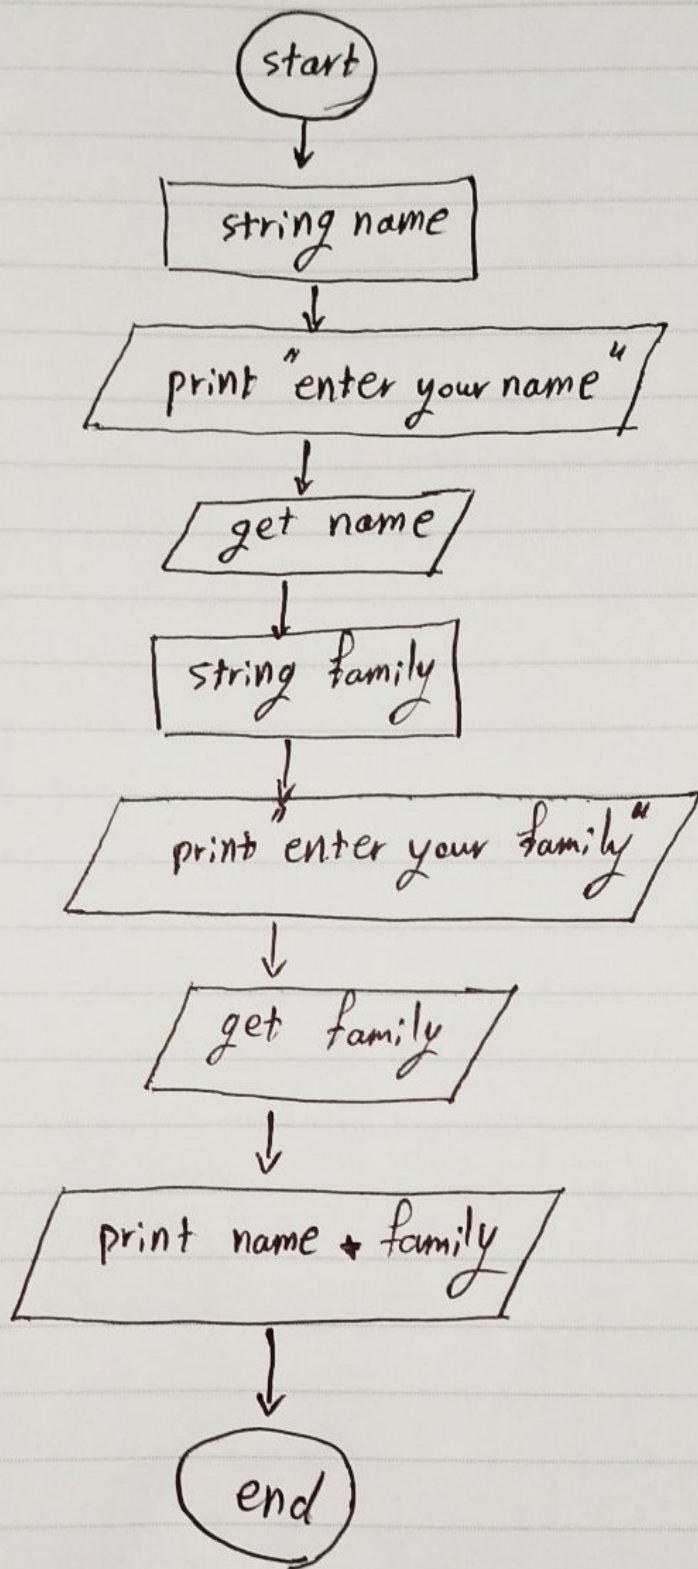 start
string name
print "enter your name"
get name
string family
print "enter your family"
get family
print name + family
end